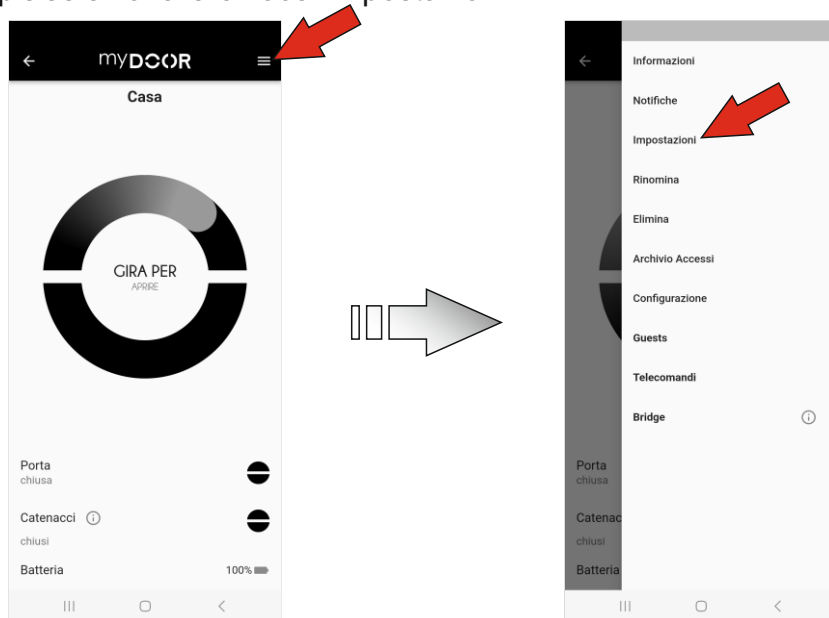 myDOOR
Casa
GIRA PER
APRIRE
Porta
chiusa
Catenacci
chiusi
Batteria
100%
Informazioni
Notifiche
Impostazioni
Rinomina
Elimina
Archivio Accessi
Configurazione
Guests
Telecomandi
Bridge
Porta
chiusa
Catenac
chiusi
Batteria